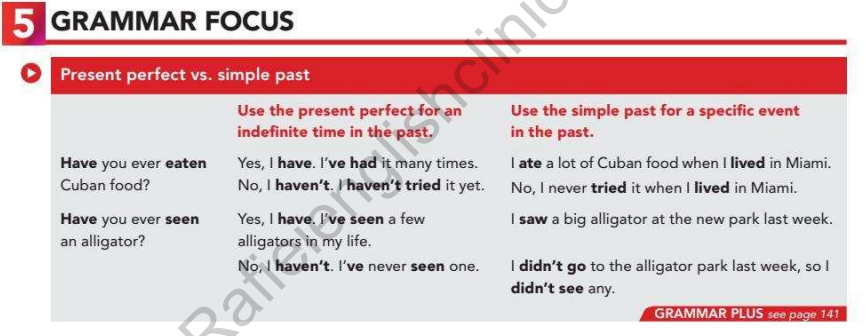 5 GRAMMAR FOCUS
Present perfect vs. simple past
Use the present perfect for an
indefinite time in the past.
Use the simple past for a specific event
in the past.
Have you ever eaten
Cuban food?
Yes, I have. I've had it many times.
No, I haven't. I haven't tried it yet.
I ate a lot of Cuban food when I lived in Miami.
No, I never tried it when I lived in Miami.
Have you ever seen
an alligator?
Yes, I have. I've seen a few
alligators in my life.
No, I haven't. I've never seen one.
I saw a big alligator at the new park last week.
I didn't go to the alligator park last week, so I
didn't see any.
GRAMMAR PLUS see page 141
Rafieienglishclinic